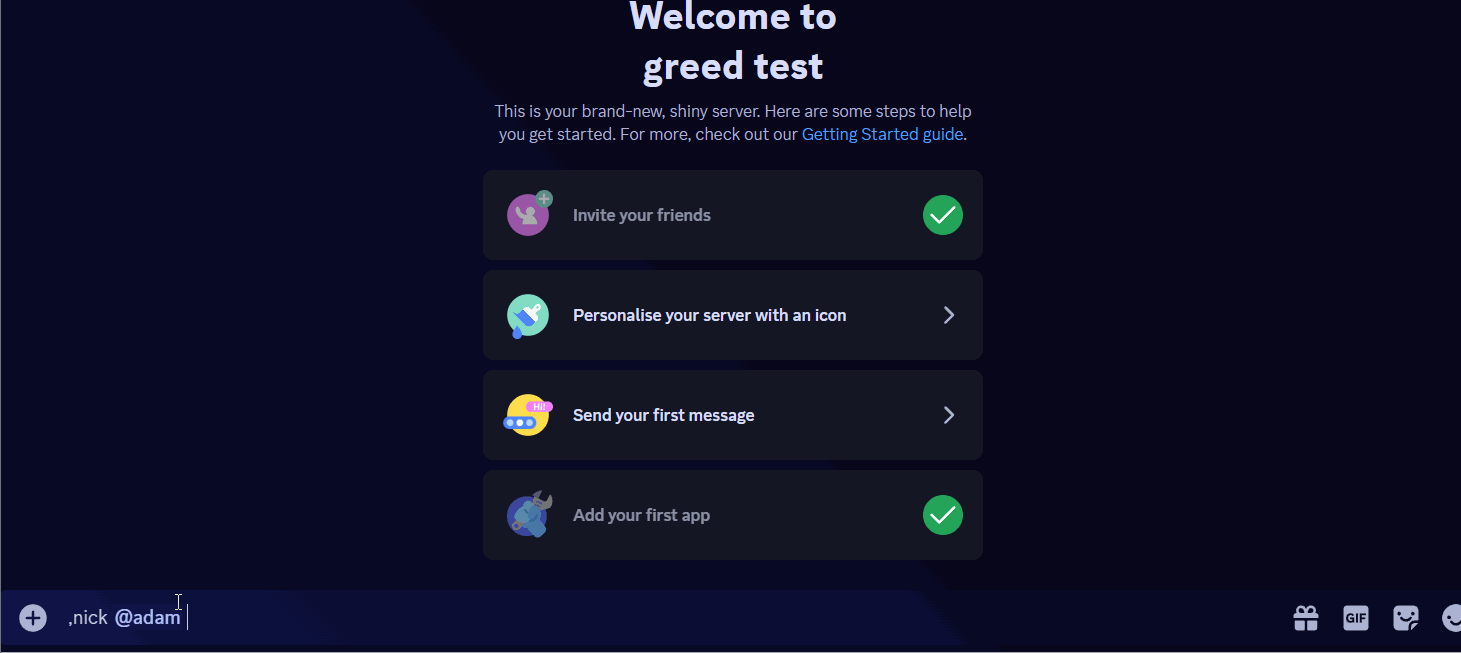 Welcome to
greed test
This is your brand-new, shiny server. Here are some steps to help
you get started. For more, check out our Getting Started guide.
Invite your friends
Personalise your server with an icon
Hi!
Send your first message
Add your first app
,nick @adam
GIF